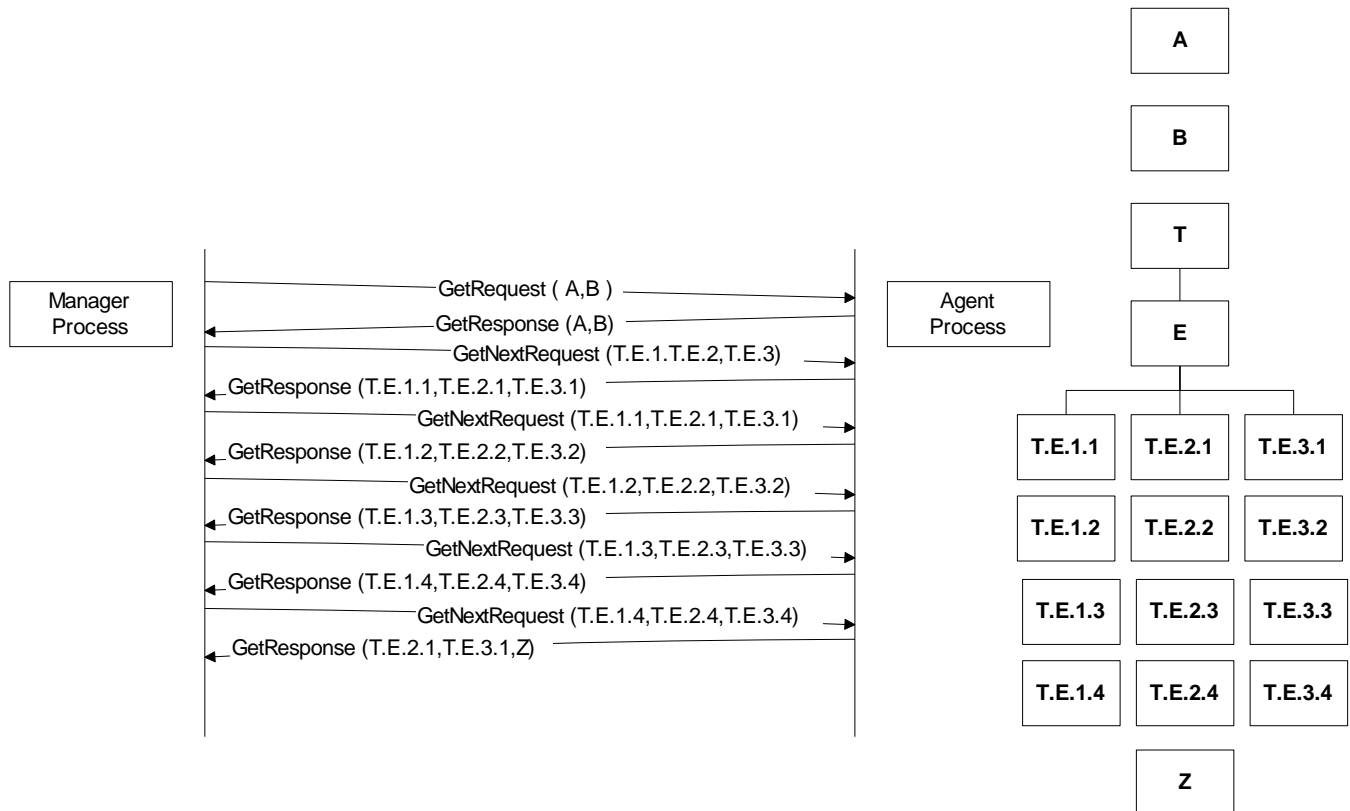 A
B
T
E
Manager
Process
Agent
Process
GetRequest ( A,B )
GetResponse (A,B)
GetNextRequest (T.E.1.T.E.2,T.E.3)
GetResponse (T.E.1.1,T.E.2.1,T.E.3.1)
GetNextRequest (T.E.1.1,T.E.2.1,T.E.3.1)
GetResponse (T.E.1.2,T.E.2.2,T.E.3.2)
GetNextRequest (T.E.1.2,T.E.2.2,T.E.3.2)
GetResponse (T.E.1.3,T.E.2.3,T.E.3.3)
GetNextRequest (T.E.1.3,T.E.2.3,T.E.3.3)
GetResponse (T.E.1.4,T.E.2.4,T.E.3.4)
GetNextRequest (T.E.1.4,T.E.2.4,T.E.3.4)
GetResponse (T.E.2.1,T.E.3.1,Z)
T.E.1.1 T.E.2.1 T.E.3.1
T.E.1.2 T.E.2.2 T.E.3.2
T.E.1.3 T.E.2.3 T.E.3.3
T.E.1.4 T.E.2.4 T.E.3.4
Z